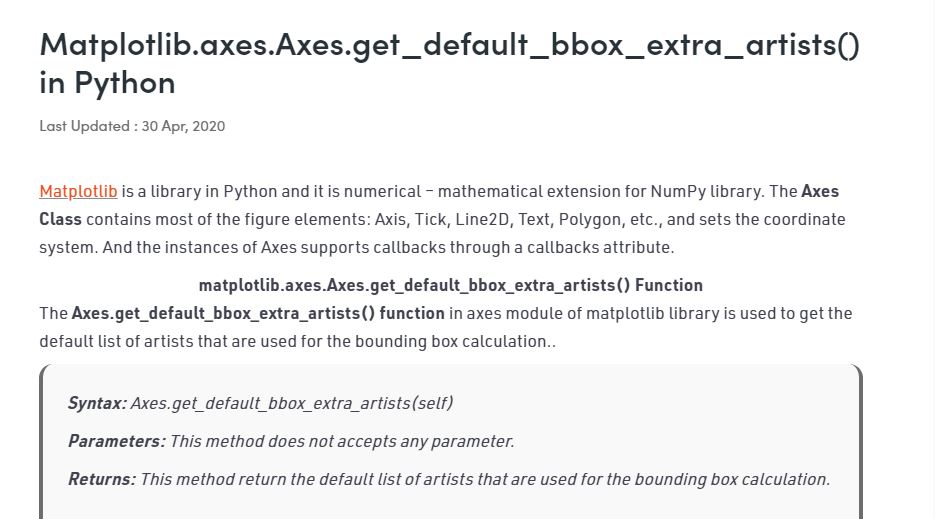 Matplotlib.axes.Axes.get_default_bbox_extra_artists()
in Python
Last Updated : 30 Apr, 2020
Matplotlib is a library in Python and it is numerical – mathematical extension for NumPy library. The Axes
Class contains most of the figure elements: Axis, Tick, Line2D, Text, Polygon, etc., and sets the coordinate
system. And the instances of Axes supports callbacks through a callbacks attribute.
matplotlib.axes.Axes.get_default_bbox_extra_artists() Function
The Axes.get_default_bbox_extra_artists() function in axes module of matplotlib library is used to get the
default list of artists that are used for the bounding box calculation..
Syntax: Axes.get_default_bbox_extra_artists(self)
Parameters: This method does not accepts any parameter.
Returns: This method return the default list of artists that are used for the bounding box calculation.